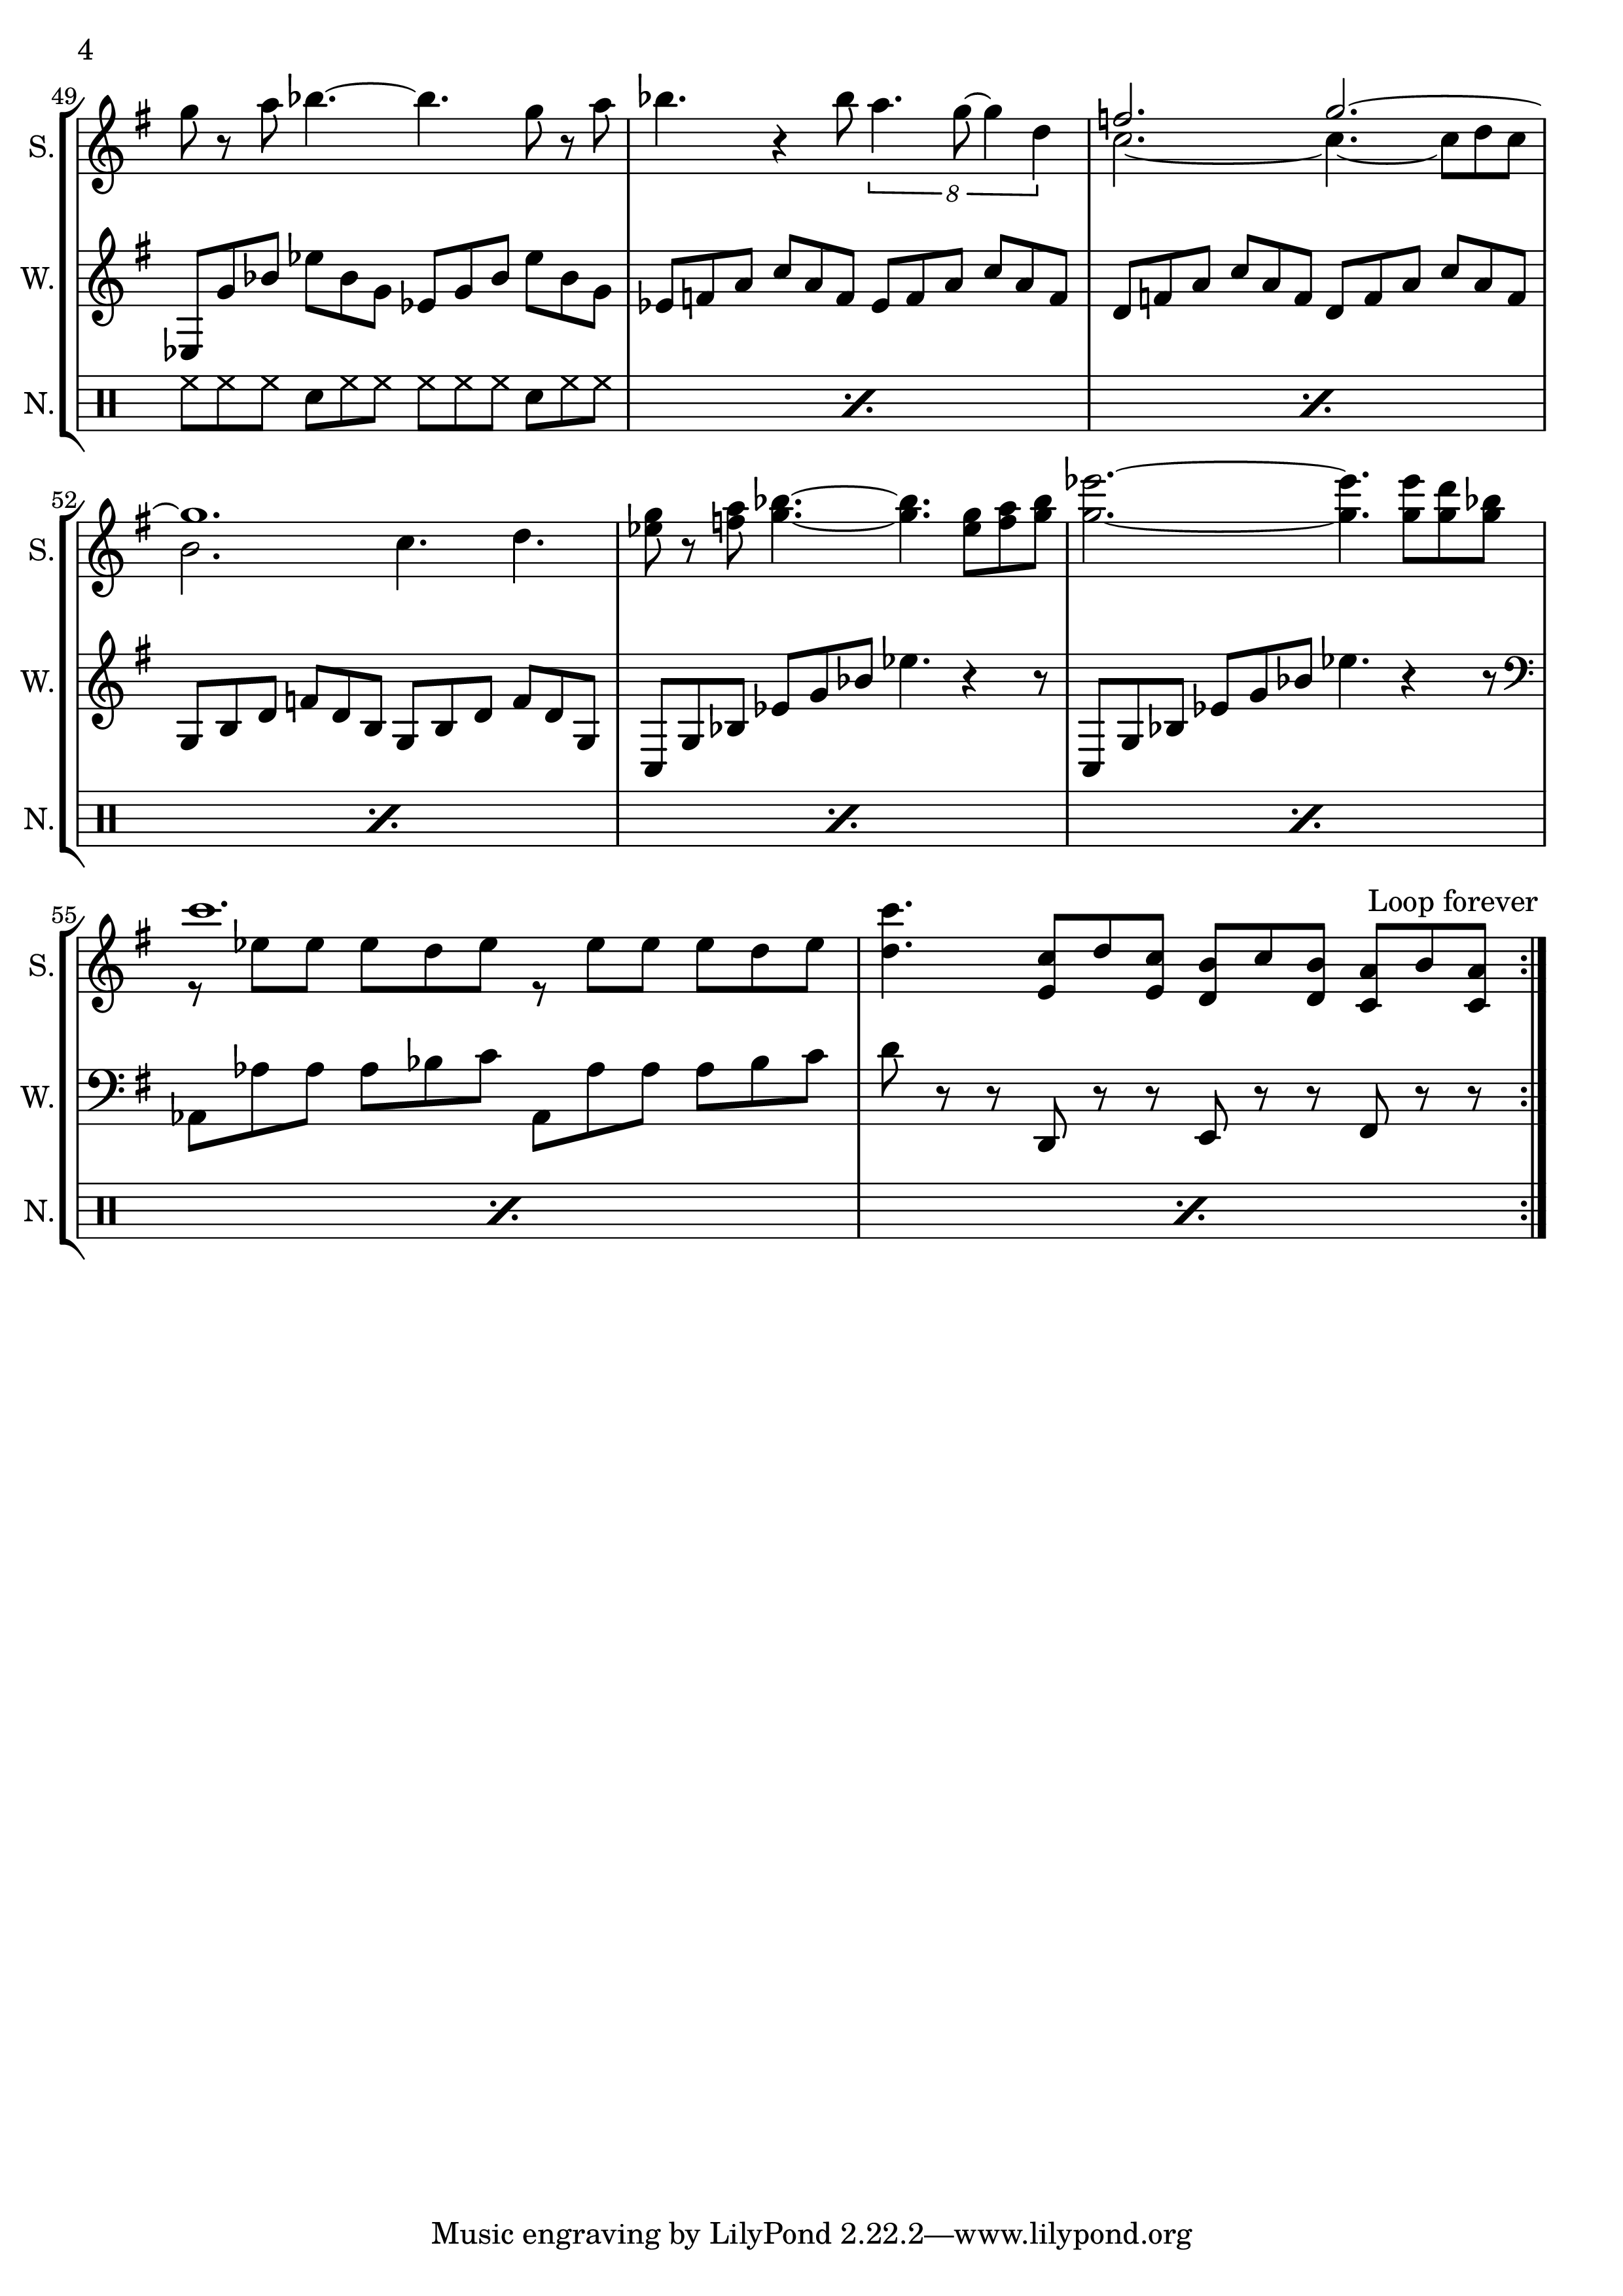 4
49
S.
8
W.
N.
52
S.
W.
N.
Loop forever
55
S.
W.
N.
Music engraving by LilyPond 2.22.2—www.lilypond.org